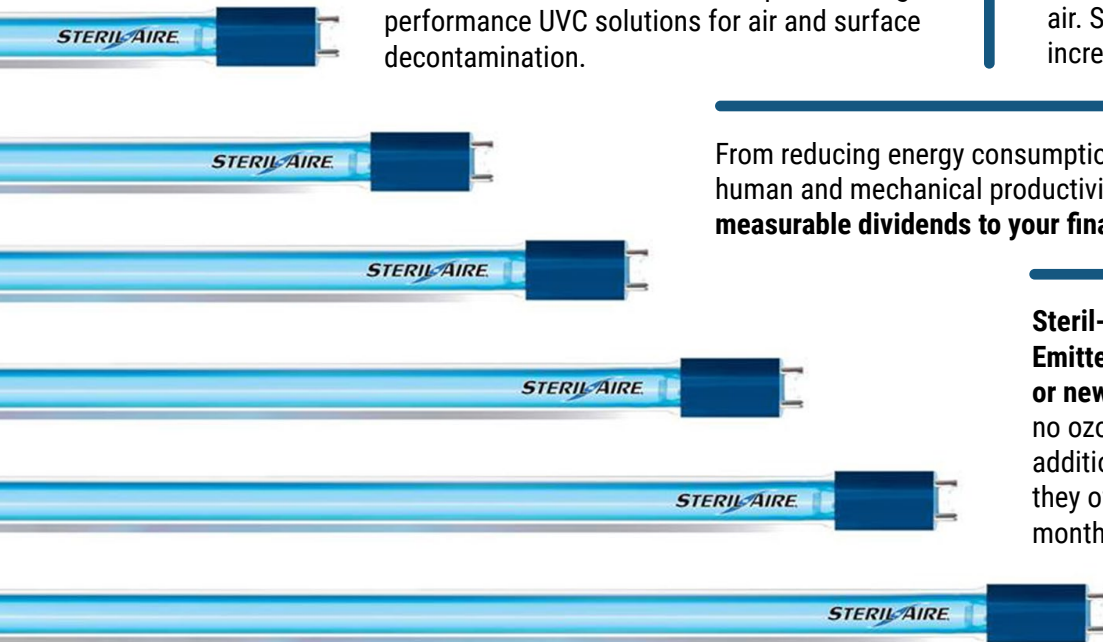 performance UVC solutions for air and surface
decontamination.
air. S
incre
From reducing energy consumptio
human and mechanical productivi
measurable dividends to your fina
Steril-
Emitte
or new
no ozo
additio
they o
month
STERIL-AIRE
STERIL-AIRE
STERIL-AIRE
STERIL-AIRE
STERIL-AIRE
STERIL-AIRE